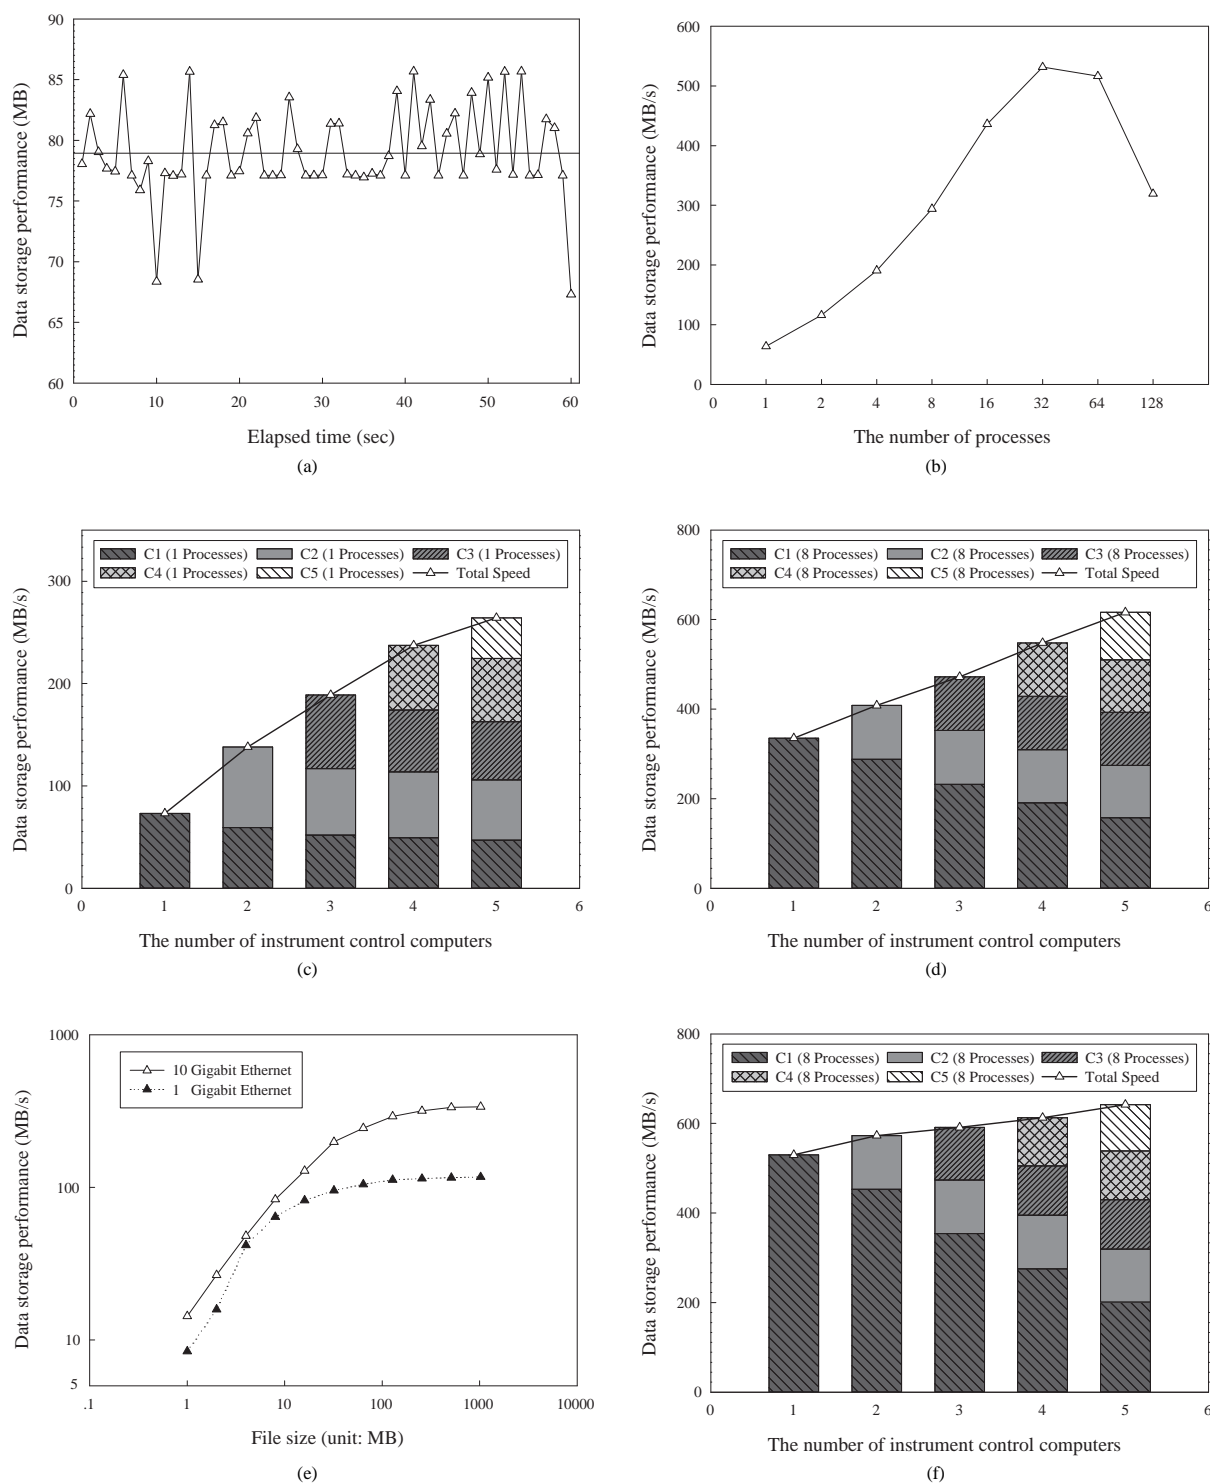 90
85
80
75
70
65
60
0 10 20 30 40 50 60
Data storage performance (MB)
Elapsed time (sec)
(a)
600
500
400
300
200
100
0
0 1 2 4 8 16 32 64 128
Data storage performance (MB/s)
The number of processes
(b)
C1 (1 Processes) C2 (1 Processes) C3 (1 Processes)
C4 (1 Processes) C5 (1 Processes) Total Speed
300
200
100
0
0 1 2 3 4 5 6
Data storage performance (MB/s)
The number of instrument control computers
(c)
800
C1 (8 Processes) C2 (8 Processes) C3 (8 Processes)
C4 (8 Processes) C5 (8 Processes) Total Speed
600
400
200
0
0 1 2 3 4 5 6
Data storage performance (MB/s)
The number of instrument control computers
(d)
1000
10 Gigabit Ethernet
1 Gigabit Ethernet
100
10
5
.1 1 10 100 1000 10000
Data storage performance (MB/s)
File size (unit: MB)
(e)
800
C1 (8 Processes) C2 (8 Processes) C3 (8 Processes)
C4 (8 Processes) C5 (8 Processes) Total Speed
600
400
200
0
0 1 2 3 4 5 6
Data storage performance (MB/s)
The number of instrument control computers
(f)